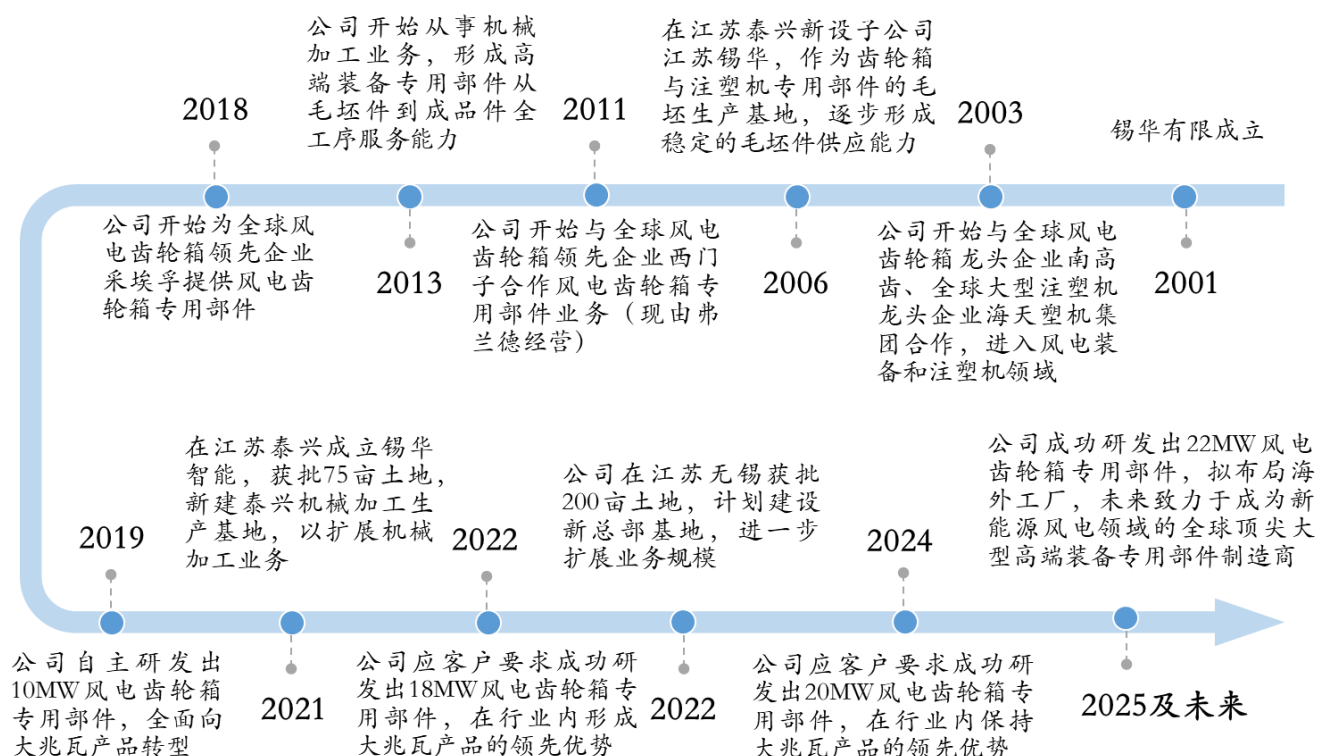 锡华有限成立
2001
2003
公司开始与全球风电
齿轮箱龙头企业南高
齿、全球大型注塑机
龙头企业海天塑机集
团合作，进入风电装
备和注塑机领域
在江苏泰兴新设子公司
江苏锡华，作为齿轮箱
与注塑机专用部件的毛
坯生产基地，逐步形成
稳定的毛坯件供应能力
2006
2011
公司开始与全球风电
齿轮箱领先企业西门
子合作风电齿轮箱专
用部件业务（现由弗
兰德经营）
公司开始从事机械
加工业务，形成高
端装备专用部件从
毛坯件到成品件全
工序服务能力
2013
2018
公司开始为全球风
电齿轮箱领先企业
采埃孚提供风电齿
轮箱专用部件
2019
公司自主研发出
10MW风电齿轮箱
专用部件，全面向
大兆瓦产品转型
在江苏泰兴成立锡华
智能，获批75亩土地，
新建泰兴机械加工生
产基地，以扩展机械
加工业务
2021
2022
公司应客户要求成功研
发出18MW风电齿轮箱专
用部件，在行业内形成
大兆瓦产品的领先优势
公司在江苏无锡获批
200亩土地，计划建设
新总部基地，进一步
扩展业务规模
2022
2024
公司应客户要求成功研
发出20MW风电齿轮箱专
用部件，在行业内保持
大兆瓦产品的领先优势
公司成功研发出22MW风电
齿轮箱专用部件，拟布局海
外工厂，未来致力于成为新
能源风电领域的全球顶尖大
型高端装备专用部件制造商
2025及未来